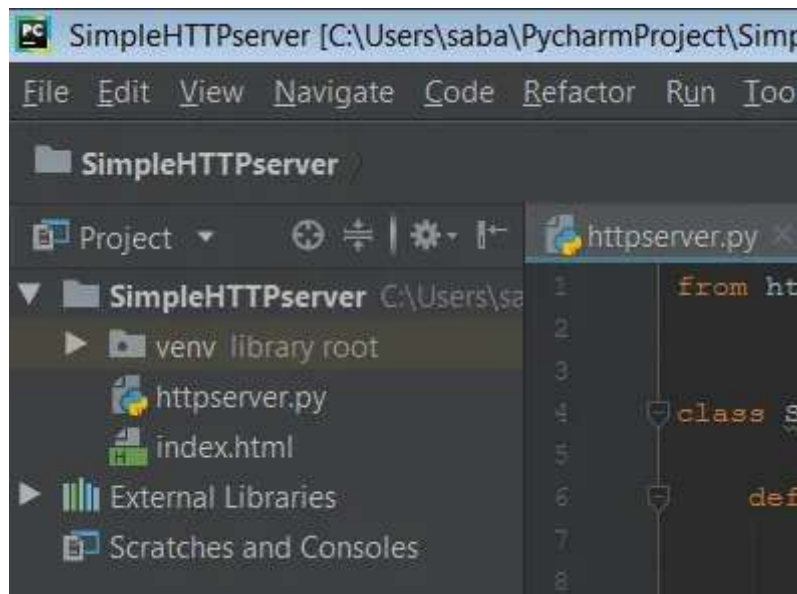 PC SimpleHTTPserver [C:\Users\saba\PycharmProject\Simp
File Edit View Navigate Code Refactor Run Too
SimpleHTTPserver
Project httpserver.py
SimpleHTTPserver C:\Users\sa
venv library root
httpserver.py
index.html
External Libraries
Scratches and Consoles
1 from ht
2
3
4 class S
5
6 def
7
8